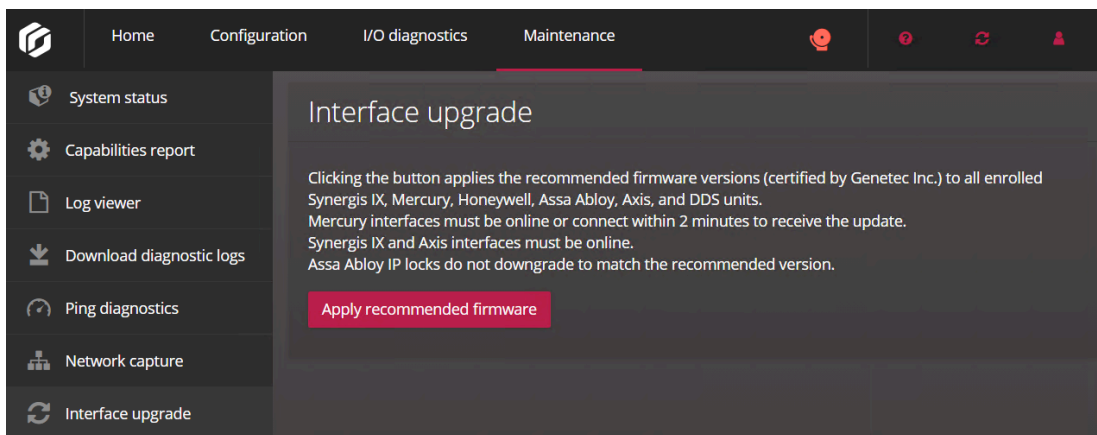 Home
Configuration
I/O diagnostics
Maintenance
System status
Capabilities report
Log viewer
Download diagnostic logs
Ping diagnostics
Network capture
Interface upgrade
Interface upgrade
Clicking the button applies the recommended firmware versions (certified by Genetec Inc.) to all enrolled
Synergis IX, Mercury, Honeywell, Assa Abloy, Axis, and DDS units.
Mercury interfaces must be online or connect within 2 minutes to receive the update.
Synergis IX and Axis interfaces must be online.
Assa Abloy IP locks do not downgrade to match the recommended version.
Apply recommended firmware